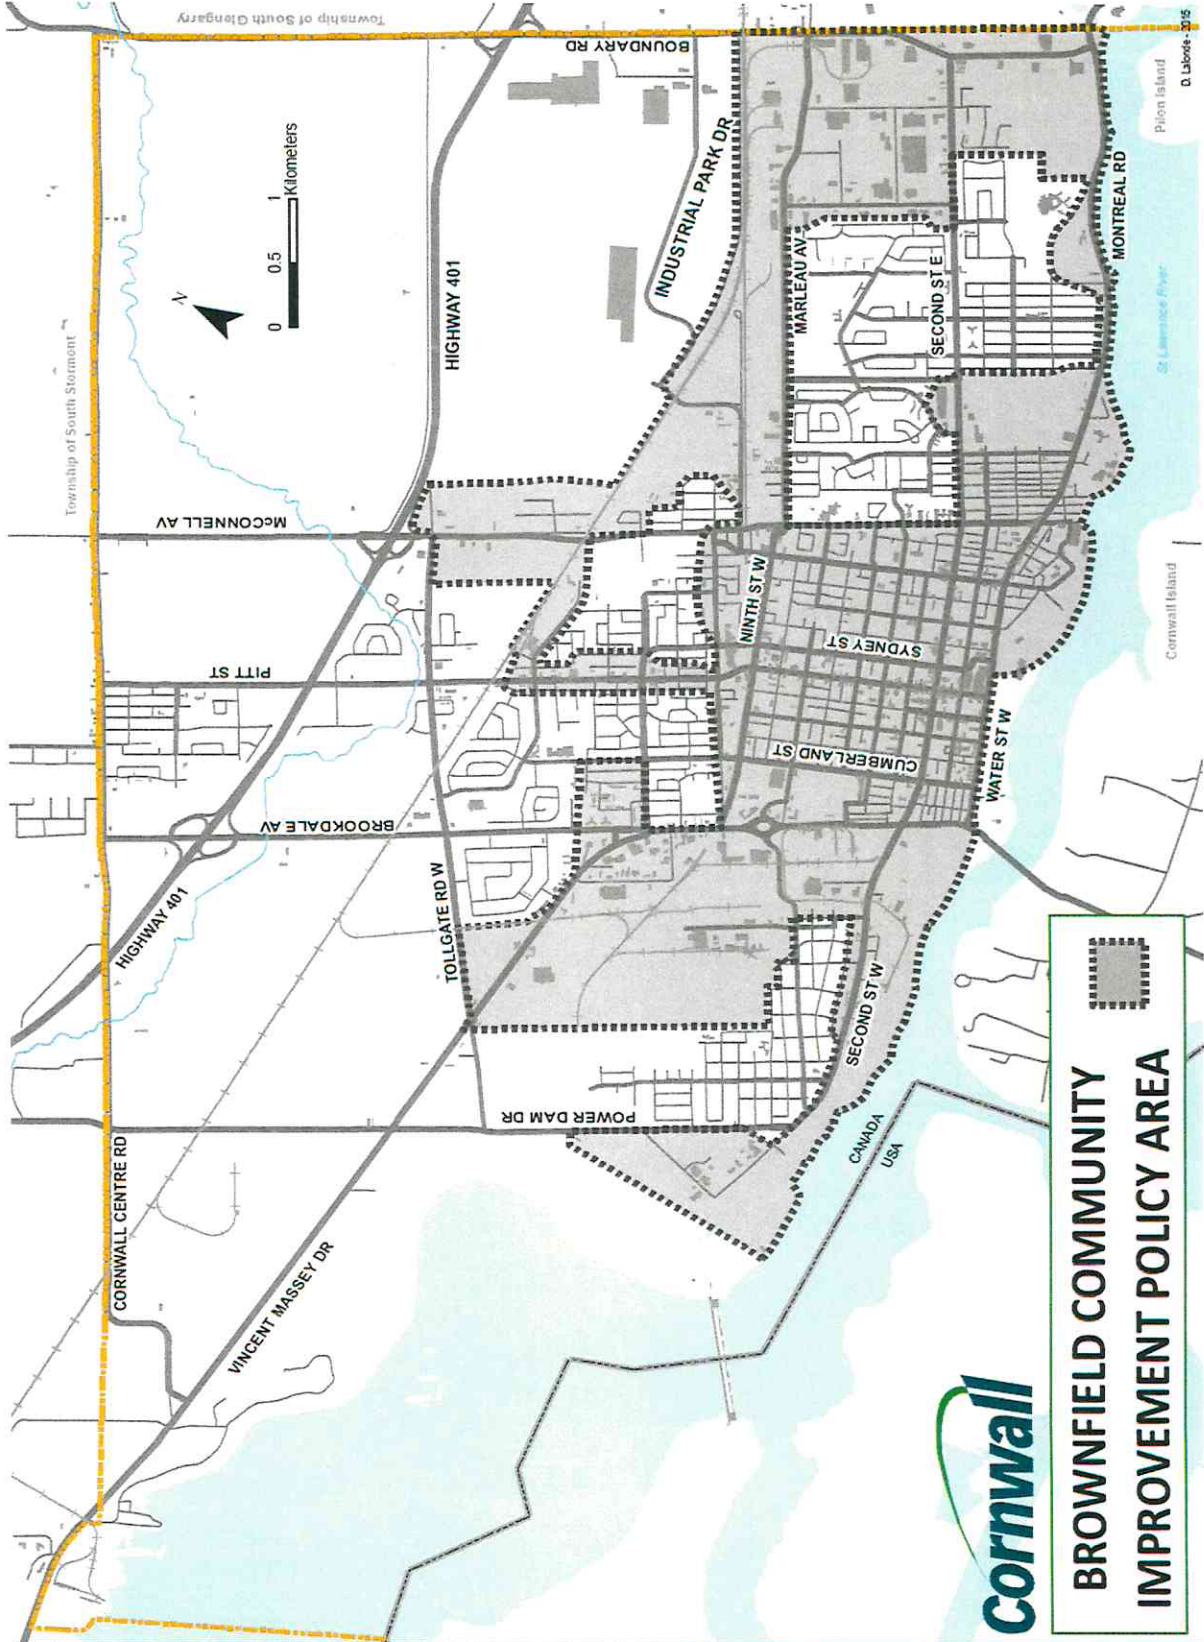 Township of South Glengarry
BOUNDARY RD
Township of South Stormont
N
0 0.5 1
Kilometers
HIGHWAY 401
INDUSTRIAL PARK DR
McCONNELL AV
MARLEAU AV
SECOND ST E
MONTREAL RD
Pilon Island
D. Lalonde - 2015
St Lawrence River
PITT ST
NINTH ST W
SYDNEY ST
CUMBERLAND ST
WATER ST W
Cornwall Island
BROOKDALE AV
HIGHWAY 401
TOLLGATE RD W
SECOND ST W
POWER DAM DR
CORNWALL CENTRE RD
VINCENT MASSEY DR
CANADA
USA
Cornwall
BROWNFIELD COMMUNITY
IMPROVEMENT POLICY AREA